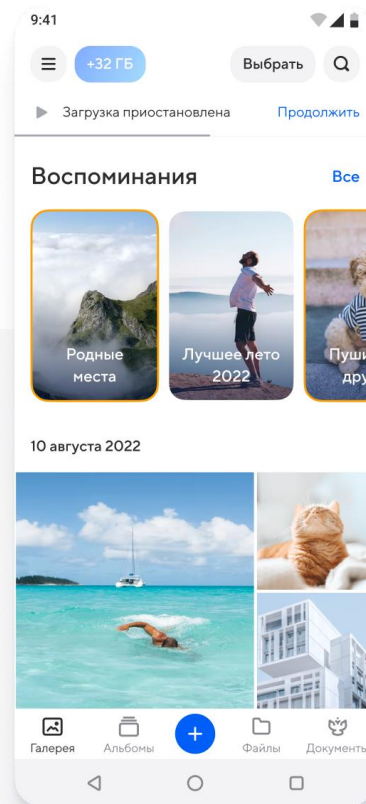 9:41
+32 ГБ
Выбрать
Загрузка приостановлена
Продолжить
Воспоминания
Все
Родные
места
Лучшее лето
2022
10 августа 2022
Галерея
Альбомы
Файлы
Документы